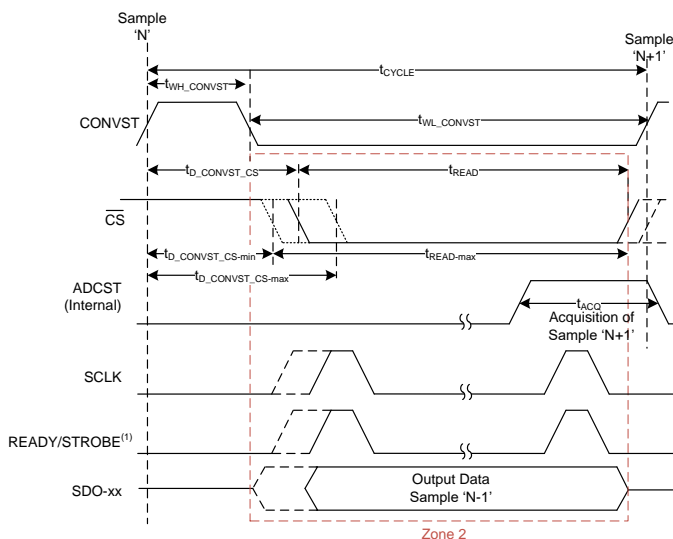 Sample
'N'
Sample
'N+1'
tCYCLE
tWH_CONVST
CONVST
tWL_CONVST
tD_CONVST_CS
tREAD
CS
tD_CONVST_CS-min
tREAD-max
tD_CONVST_CS-max
ADCST
(Internal)
tACQ
Acquisition of
Sample 'N+1'
SCLK
READY/STROBE(1)
SDO-xx
Output Data
Sample 'N-1'
Zone 2